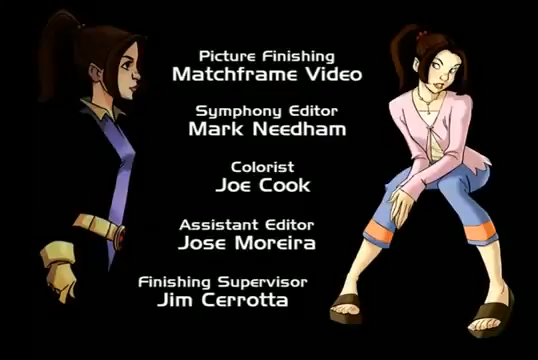 Picture Finishing
Matchframe Video
Symphony Editor
Mark Needham
Colorist
Joe Cook
Assistant Editor
Jose Moreira
Finishing Supervisor
Jim Cerrotta